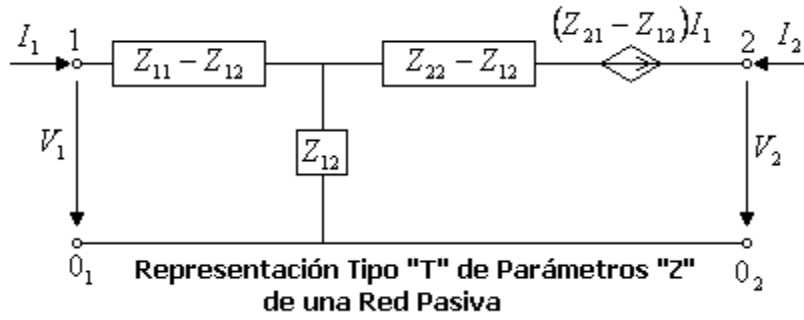 (Z21 − Z12)I1
I1 1 2 I2
Z11 − Z12 Z22 − Z12
V1 Z12 V2
01 02
Representación Tipo "T" de Parámetros "Z"
de una Red Pasiva